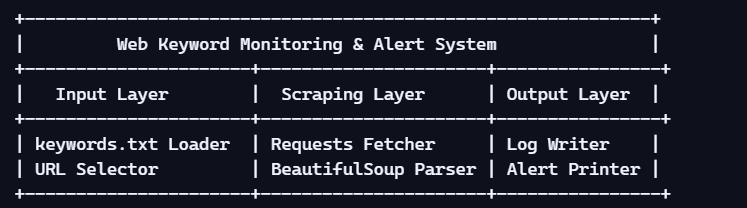 +-------------------------------------------------------------+
|         Web Keyword Monitoring & Alert System               |
+----------------------+----------------------+----------------+
|   Input Layer        |  Scraping Layer      | Output Layer  |
+----------------------+----------------------+----------------+
| keywords.txt Loader  | Requests Fetcher     | Log Writer    |
| URL Selector         | BeautifulSoup Parser | Alert Printer |
+----------------------+----------------------+----------------+